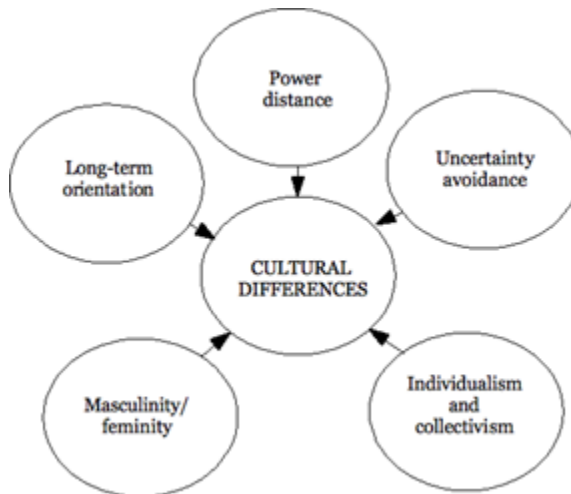 Power
distance
Long-term
orientation
Uncertainty
avoidance
CULTURAL
DIFFERENCES
Masculinity/
feminity
Individualism
and
collectivism